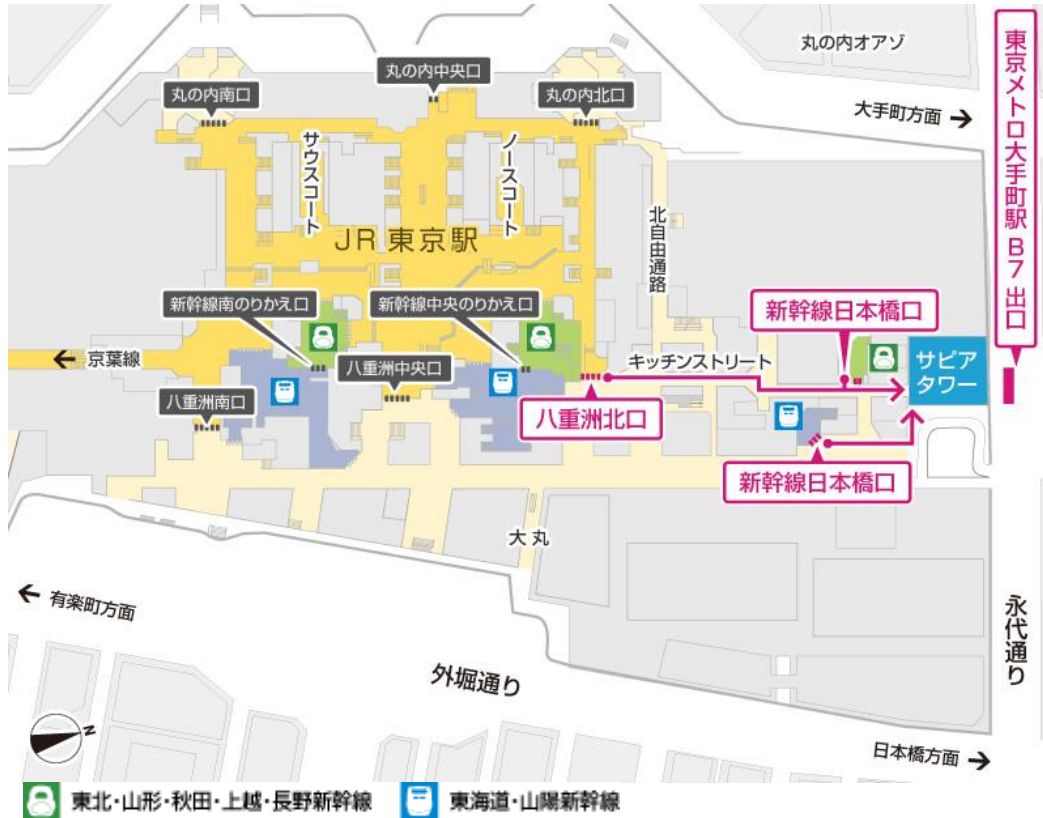 丸の内オアゾ
丸の内中央口
丸の内南口
丸の内北口
大手町方面
東京メトロ大手町駅 B7 出口
サウスコート
ノースコート
北自由通路
JR 東京駅
新幹線南のりかえ口
新幹線中央のりかえ口
新幹線日本橋口
京葉線
八重洲中央口
キッチンストリート
サピア
タワー
八重洲南口
八重洲北口
新幹線日本橋口
大丸
有楽町方面
永代通り
外堀通り
N
日本橋方面
東北・山形・秋田・上越・長野新幹線
東海道・山陽新幹線